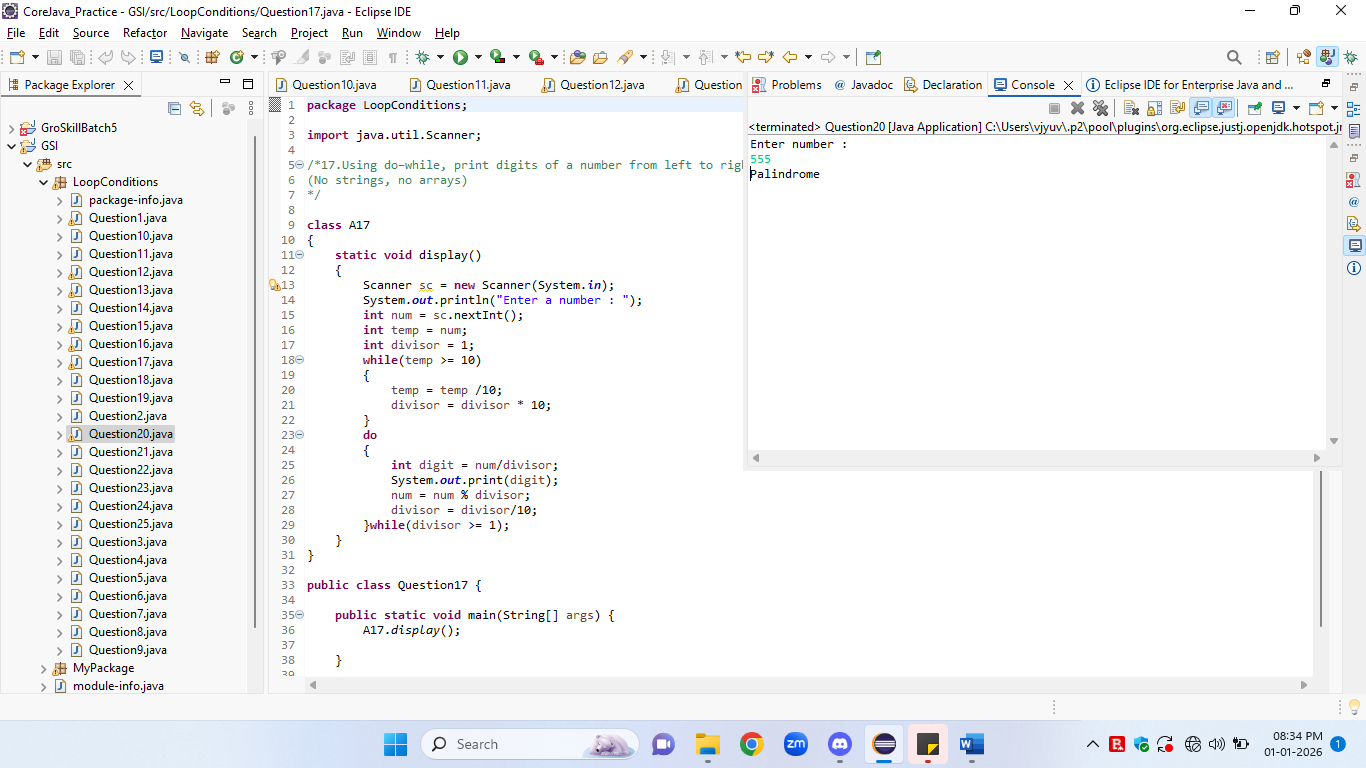 CoreJava_Practice - GSI/src/LoopConditions/Question17.java - Eclipse IDE
File Edit Source Refactor Navigate Search Project Run Window Help
Package Explorer
GroSkillBatch5
GSI
src
LoopConditions
package-info.java
Question1.java
Question10.java
Question11.java
Question12.java
Question13.java
Question14.java
Question15.java
Question16.java
Question17.java
Question18.java
Question19.java
Question2.java
Question20.java
Question21.java
Question22.java
Question23.java
Question24.java
Question25.java
Question3.java
Question4.java
Question5.java
Question6.java
Question7.java
Question8.java
Question9.java
MyPackage
module-info.java
Question10.java Question11.java Question12.java Question
1 package LoopConditions;
2
3 import java.util.Scanner;
4
5 /*17.Using do-while, print digits of a number from left to righ
6 (No strings, no arrays)
7 */
8
9 class A17
10 {
11 static void display()
12 {
13 Scanner sc = new Scanner(System.in);
14 System.out.println("Enter a number : ");
15 int num = sc.nextInt();
16 int temp = num;
17 int divisor = 1;
18 while(temp >= 10)
19 {
20 temp = temp /10;
21 divisor = divisor * 10;
22 }
23 do
24 {
25 int digit = num/divisor;
26 System.out.print(digit);
27 num = num % divisor;
28 divisor = divisor/10;
29 }while(divisor >= 1);
30 }
31 }
32
33 public class Question17 {
34
35 public static void main(String[] args) {
36 A17.display();
37
38 }
39
Problems @ Javadoc Declaration Console Eclipse IDE for Enterprise Java and ...
<terminated> Question20 [Java Application] C:\Users\vjyuv\.p2\pool\plugins\org.eclipse.justj.openjdk.hotspot.jr
Enter number :
555
Palindrome
Search
zm
08:34 PM
01-01-2026
1